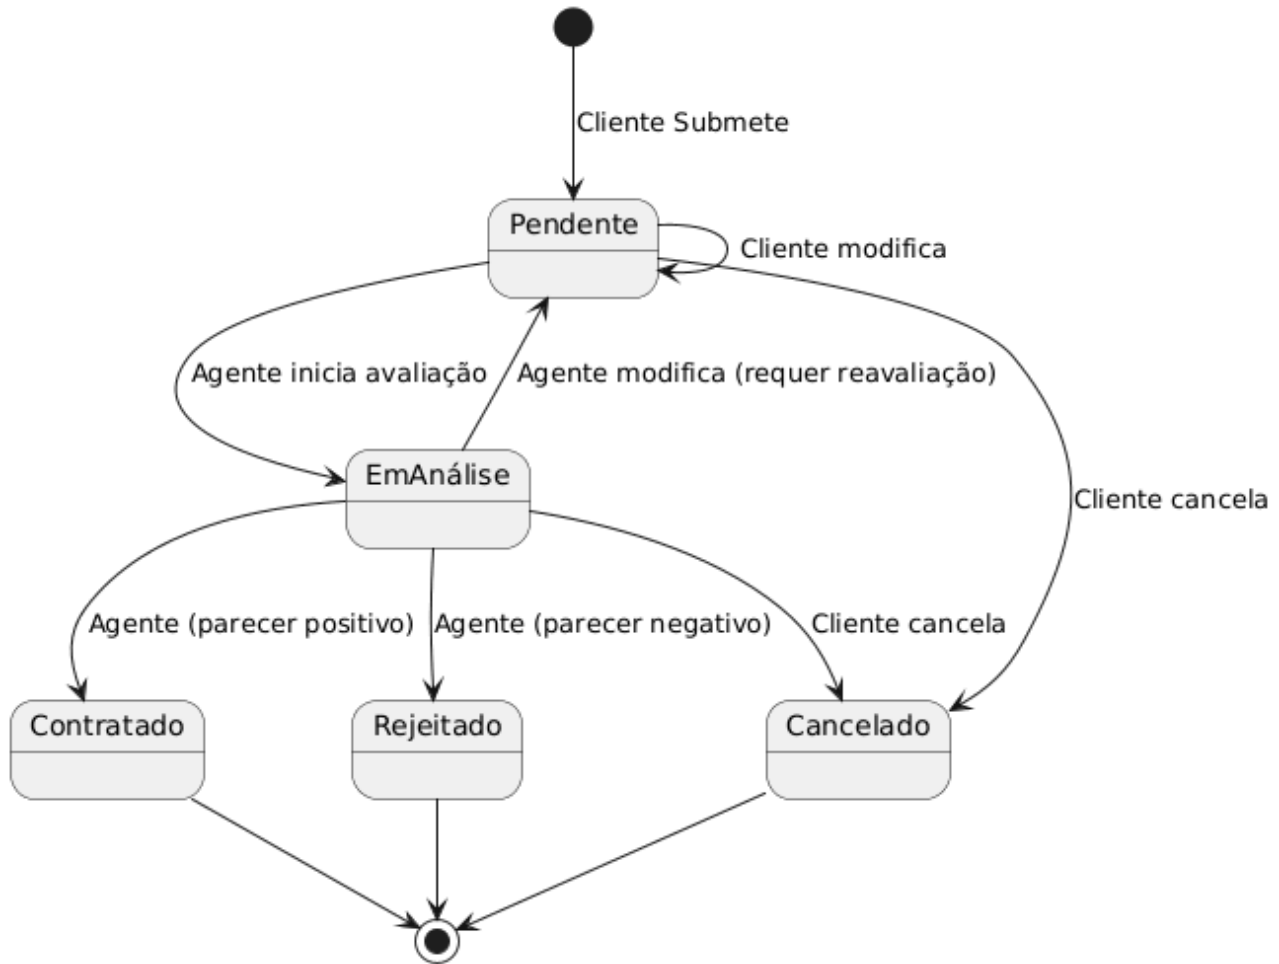 Cliente Submete
Pendente
Cliente modifica
Agente inicia avaliação
Agente modifica (requer reavaliação)
EmAnálise
Cliente cancela
Agente (parecer positivo)
Agente (parecer negativo)
Cliente cancela
Contratado
Rejeitado
Cancelado